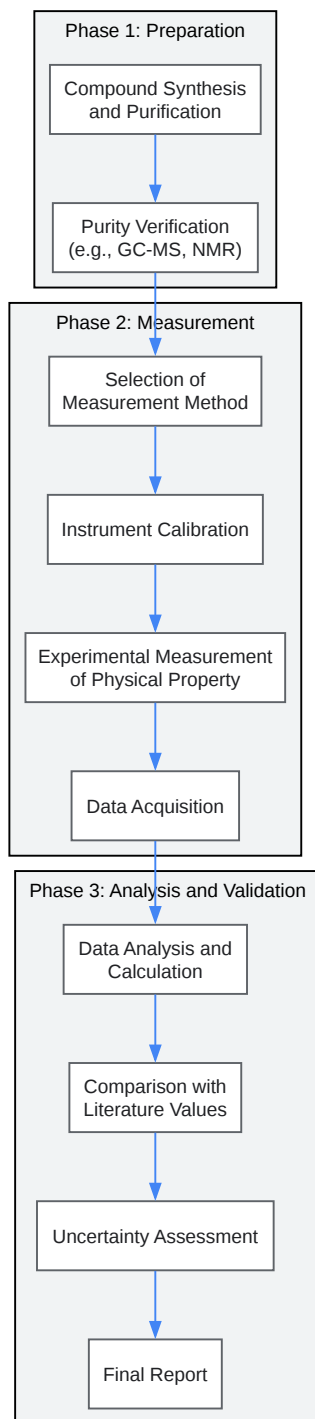 Phase 1: Preparation
Compound Synthesis
and Purification
Purity Verification
(e.g., GC-MS, NMR)
Phase 2: Measurement
Selection of
Measurement Method
Instrument Calibration
Experimental Measurement
of Physical Property
Data Acquisition
Phase 3: Analysis and Validation
Data Analysis and
Calculation
Comparison with
Literature Values
Uncertainty Assessment
Final Report